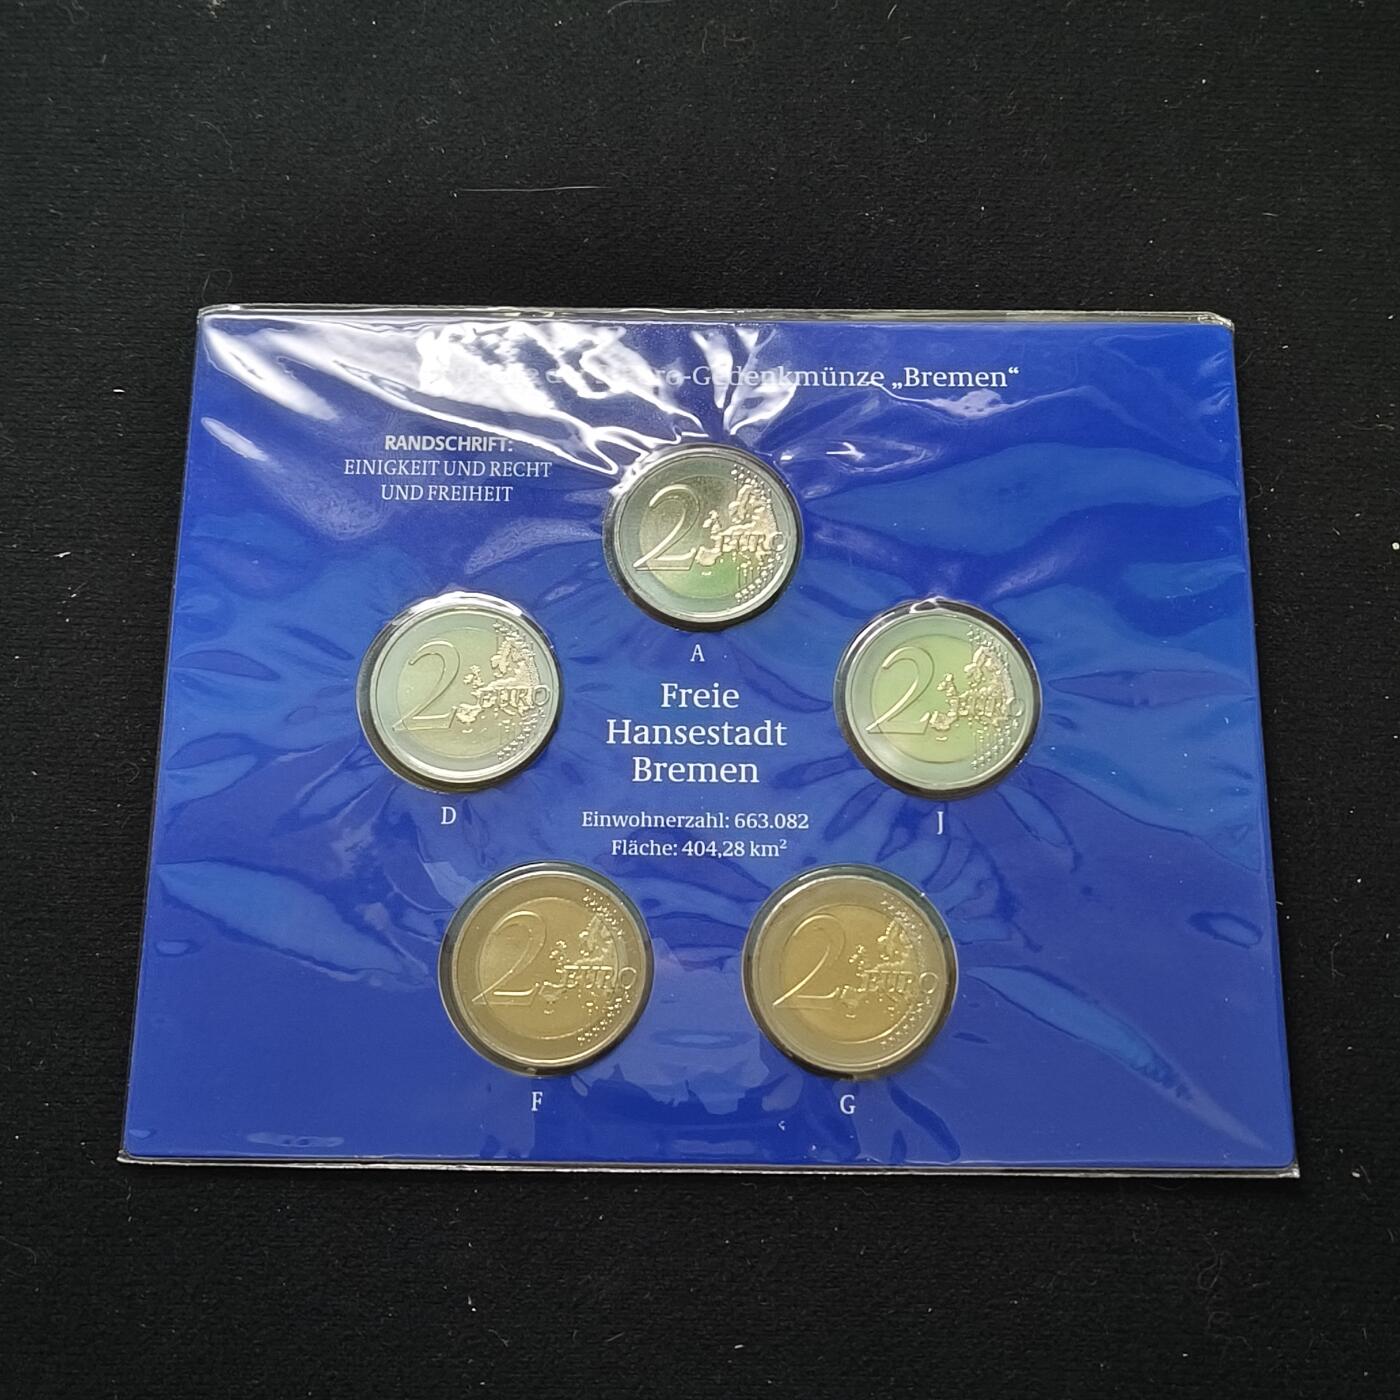 -Gedenkmünze „Bremen“
RANDSCHRIFT:
EINIGKEIT UND RECHT
UND FREIHEIT
2 EURO
A
2 EURO
2 EURO
Freie
Hansestadt
Bremen
D
J
Einwohnerzahl: 663.082
Fläche: 404,28 km²
2 EURO
2 EURO
F
G